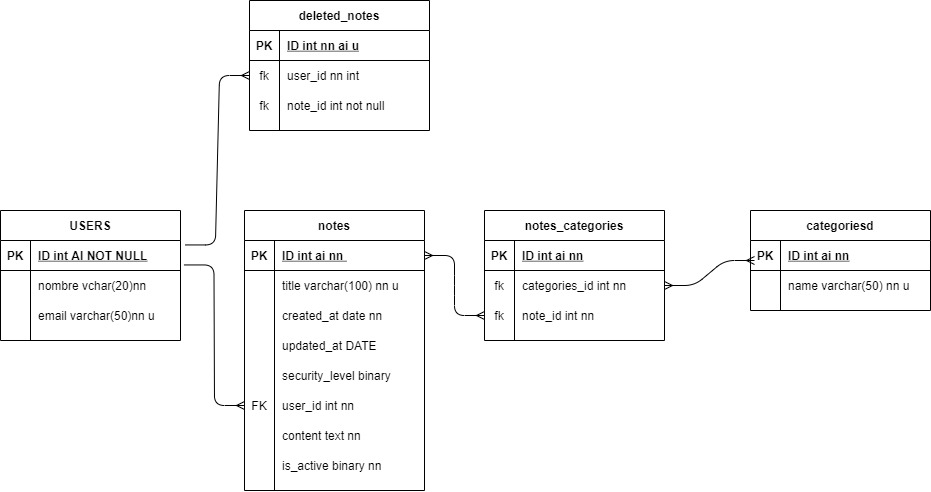 deleted_notes
PK ID int nn ai u
fk user_id nn int
fk note_id int not null
USERS
PK ID int AI NOT NULL
nombre vchar(20)nn
email varchar(50)nn u
notes
PK ID int ai nn
title varchar(100) nn u
created_at date nn
updated_at DATE
security_level binary
FK user_id int nn
content text nn
is_active binary nn
notes_categories
PK ID int ai nn
fk categories_id int nn
fk note_id int nn
categoriesd
PK ID int ai nn
name varchar(50) nn u